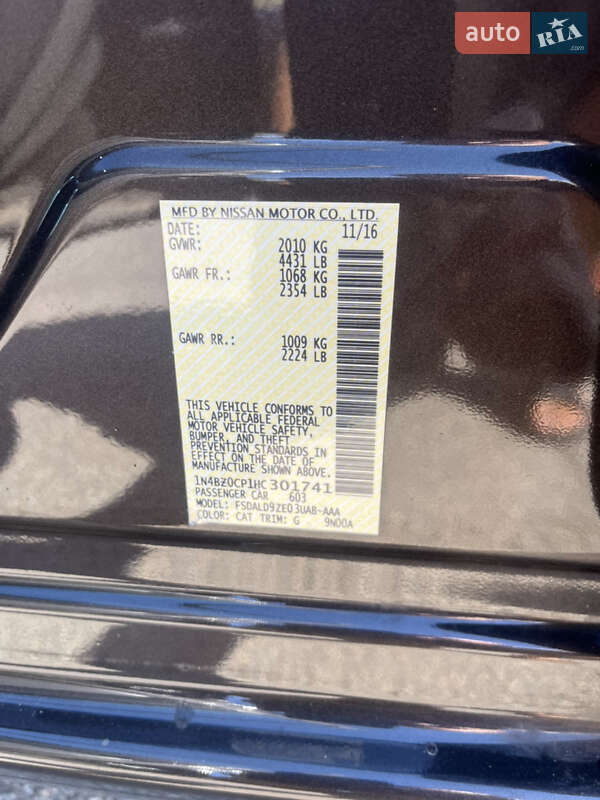 auto RIA .com
MFD BY NISSAN MOTOR CO., LTD.
DATE: 11/16
GVWR: 2010 KG
4431 LB
GAWR FR.: 1068 KG
2354 LB
GAWR RR.: 1009 KG
2224 LB
THIS VEHICLE CONFORMS TO
ALL APPLICABLE FEDERAL
MOTOR VEHICLE SAFETY,
BUMPER, AND THEFT
PREVENTION STANDARDS
IN EFFECT ON THE DATE OF
MANUFACTURE SHOWN ABOVE.
1N4BZ0CP1HC301741
PASSENGER CAR 603
MODEL: FSDALD9ZE03UAB-AAA
COLOR: CAT TRIM: G 9N00A